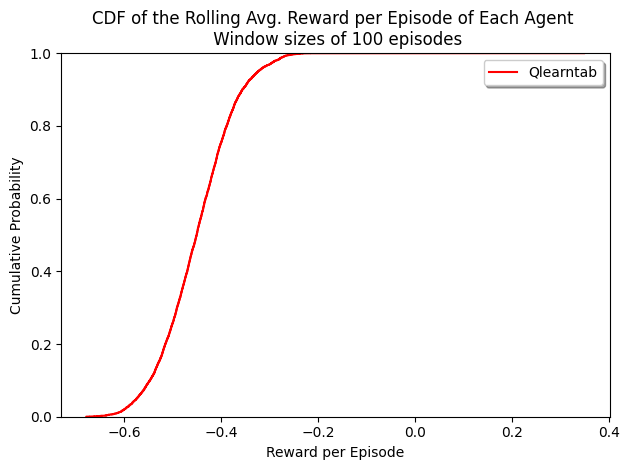 CDF of the Rolling Avg. Reward per Episode of Each Agent
Window sizes of 100 episodes
1.0
Qlearntab
0.8
0.6
0.4
0.2
0.0
Cumulative Probability
−0.6 −0.4 −0.2 0.0 0.2 0.4
Reward per Episode